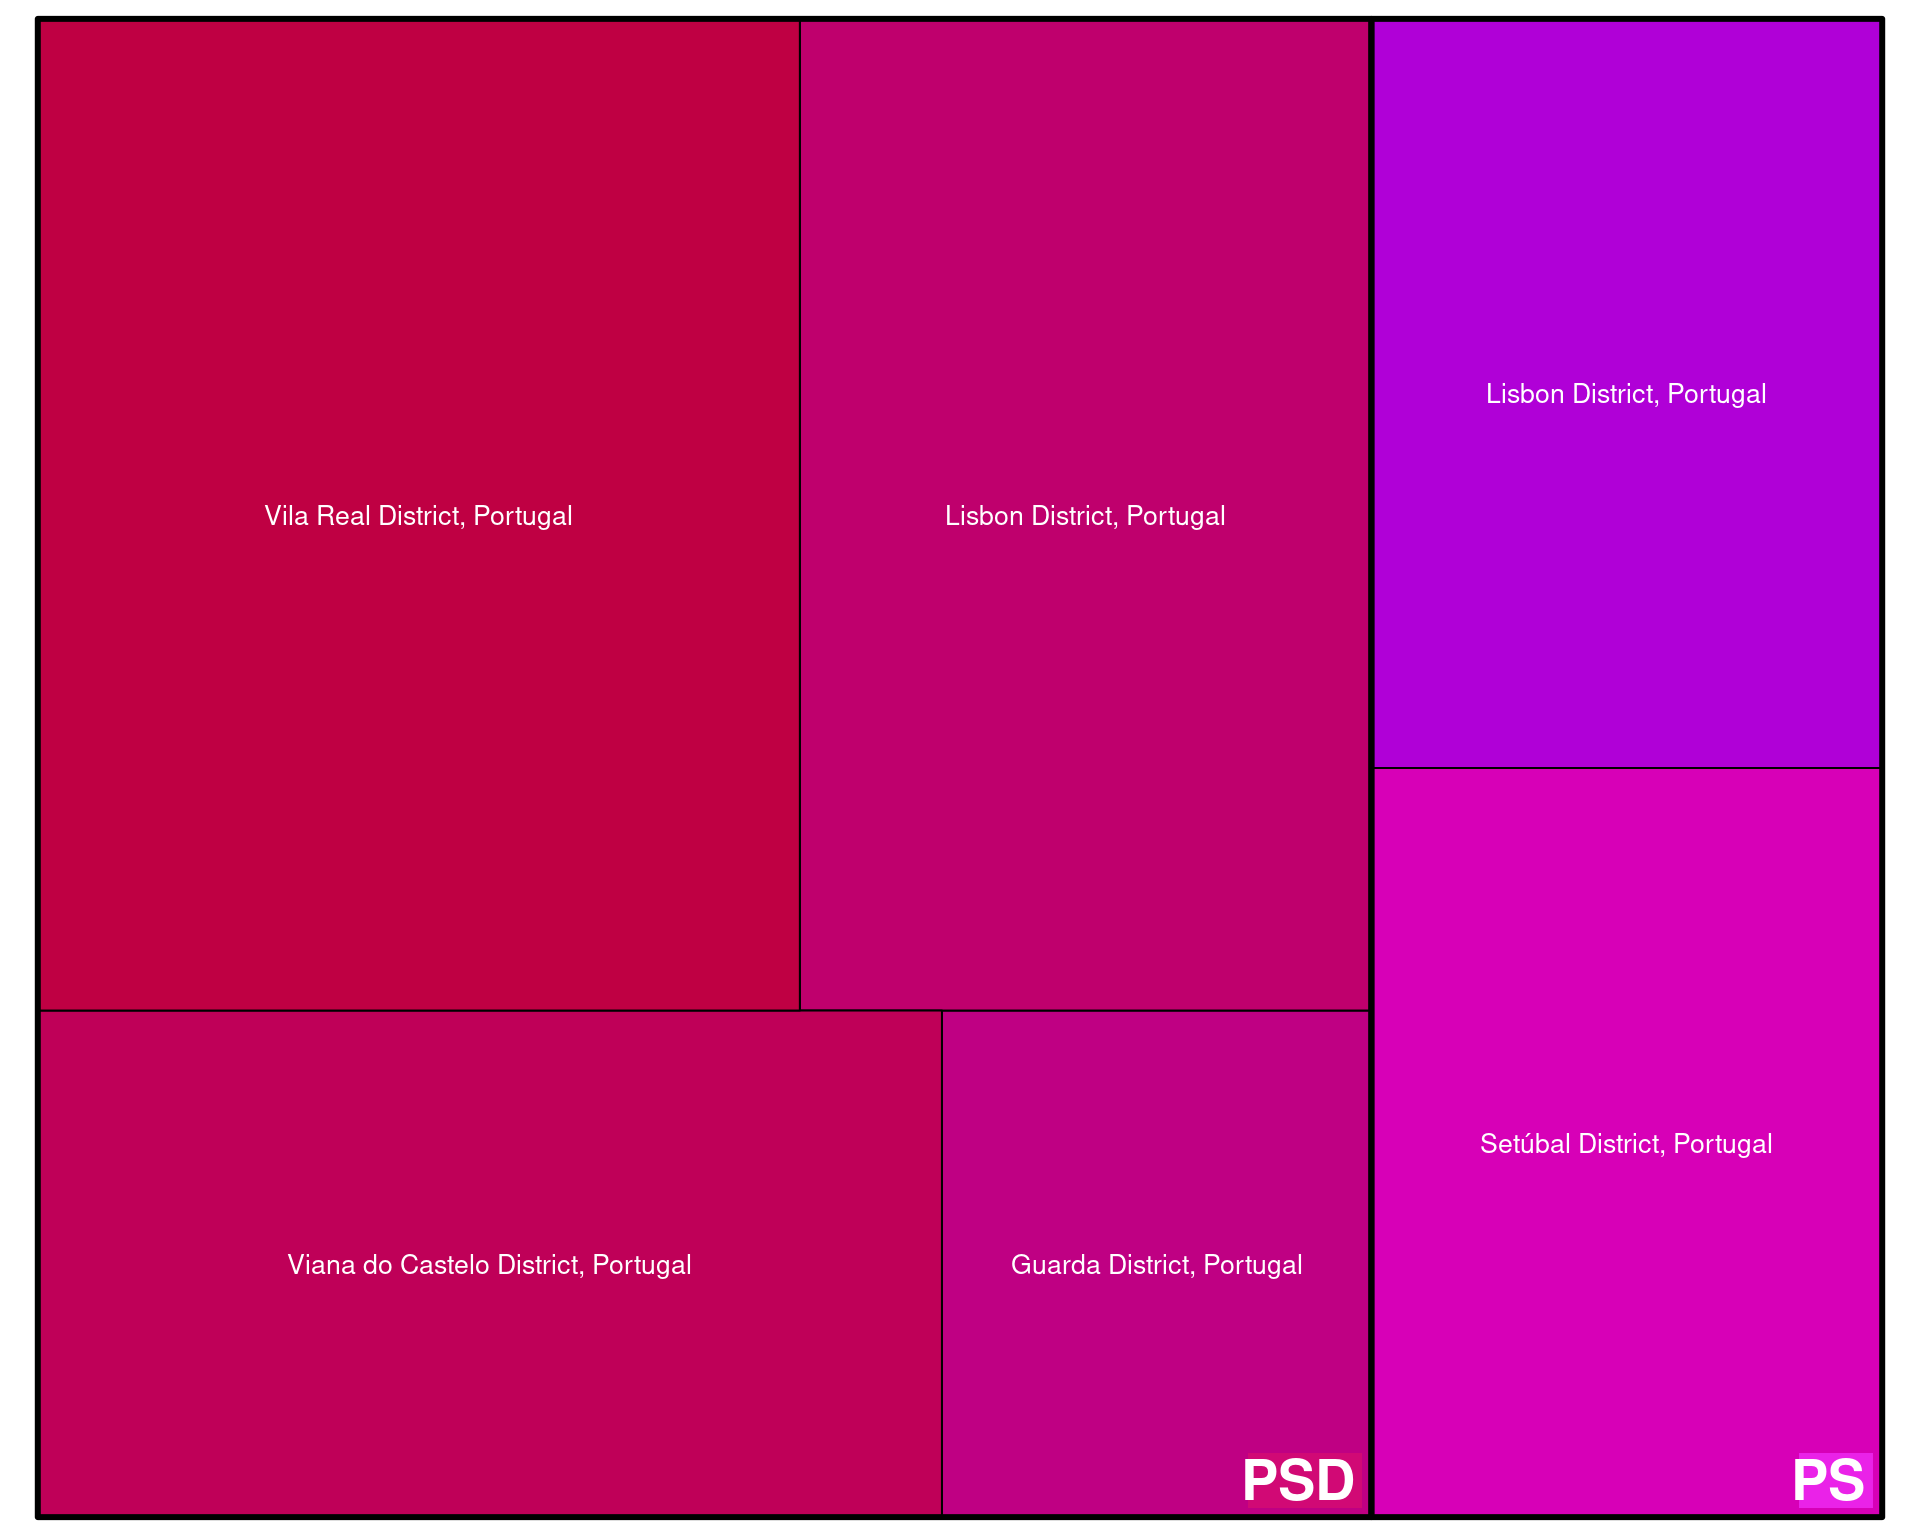 Lisbon District, Portugal
Vila Real District, Portugal
Lisbon District, Portugal
Setúbal District, Portugal
Viana do Castelo District, Portugal
Guarda District, Portugal
PSD
PS